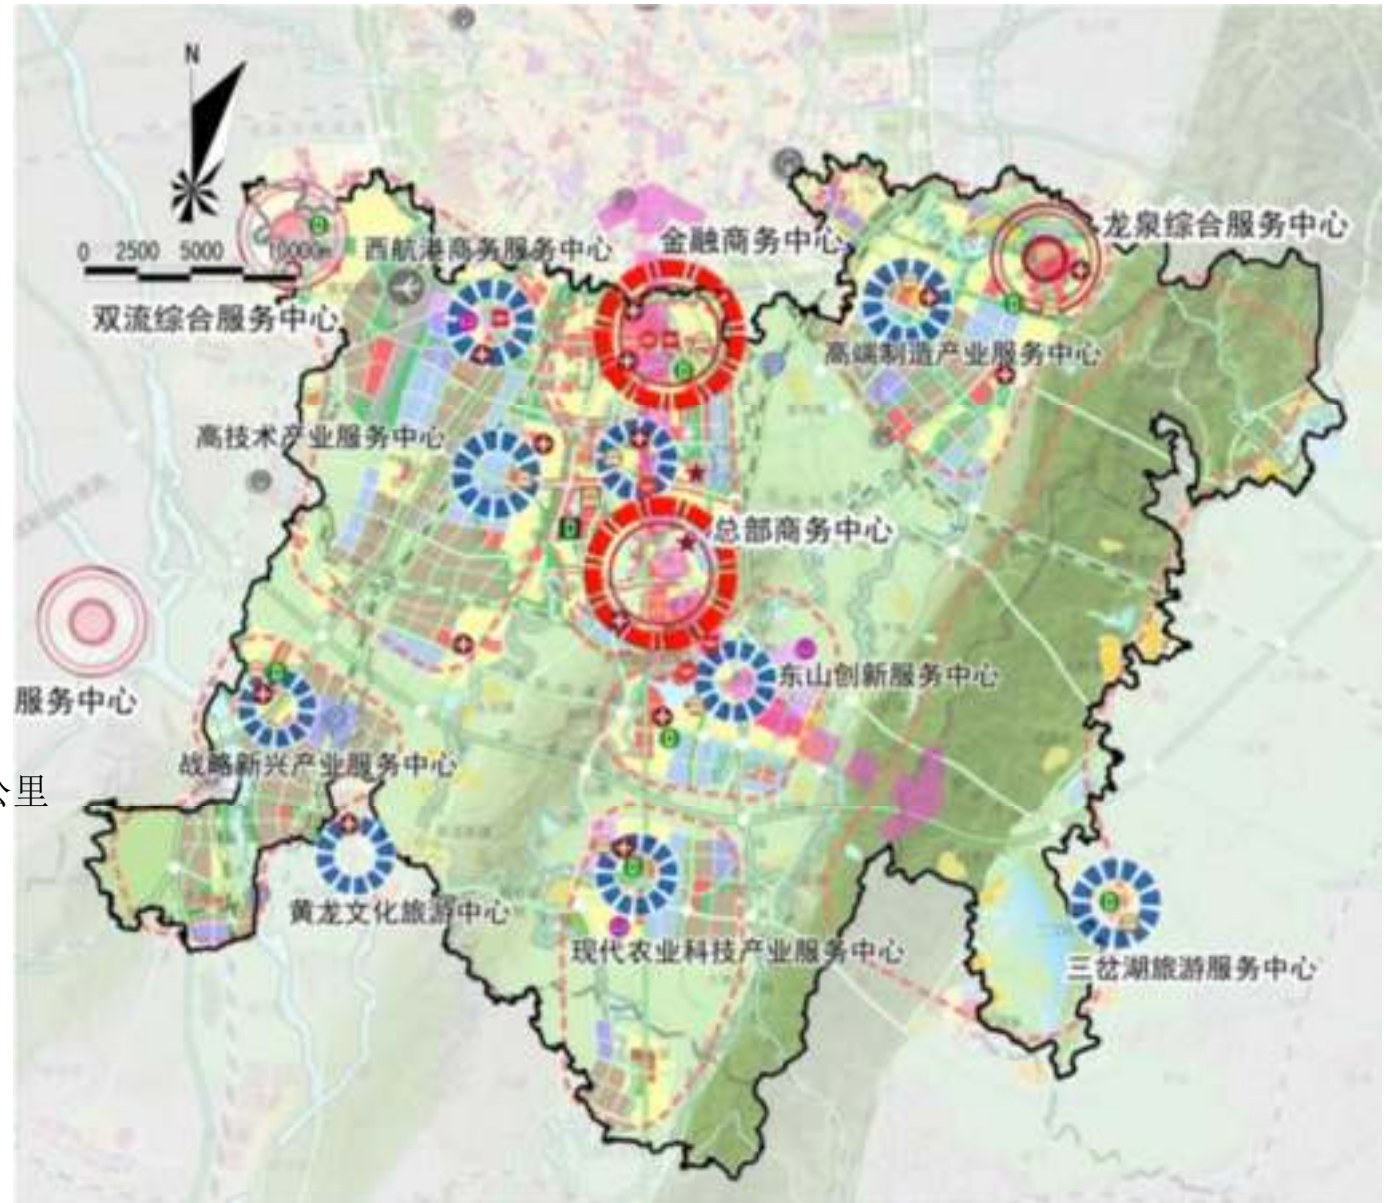 N
0 2500 5000 10000m
西航港商务服务中心
金融商务中心
龙泉综合服务中心
双流综合服务中心
高端制造产业服务中心
高技术产业服务中心
总部商务中心
东山创新服务中心
服务中心
战略新兴产业服务中心
公里
黄龙文化旅游中心
现代农业科技产业服务中心
三岔湖旅游服务中心